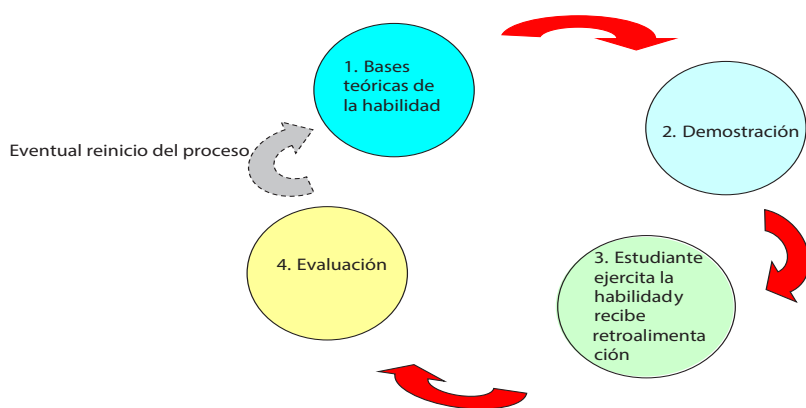 1. Bases
teóricas de
la habilidad
2. Demostración
3. Estudiante
ejercita la
habilidad y
recibe
retroalimenta
ción
4. Evaluación
Eventual reinicio del proceso